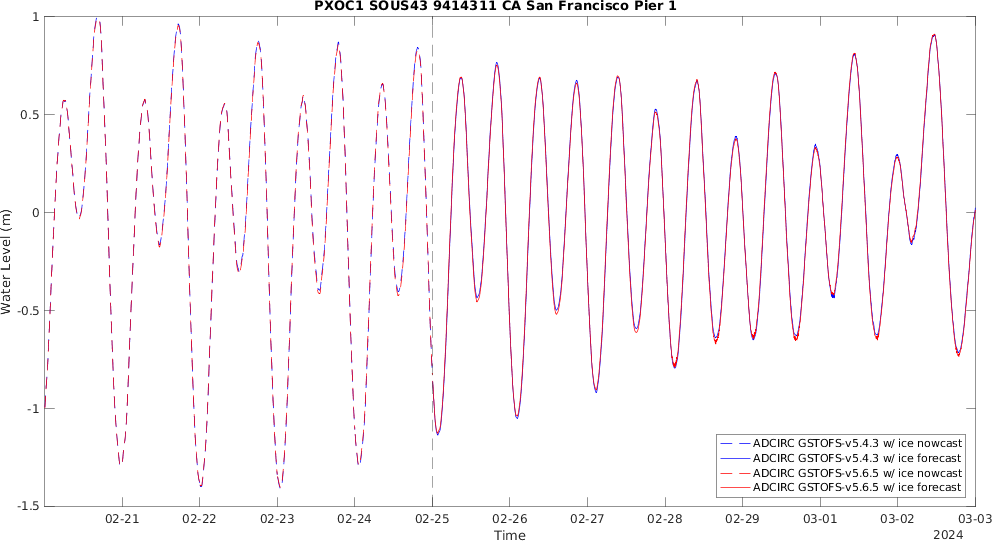 PXOC1 SOUS43 9414311 CA San Francisco Pier 1
1
0.5
0
-0.5
-1
-1.5
Water Level (m)
02-21 02-22 02-23 02-24 02-25 02-26 02-27 02-28 02-29 03-01 03-02 03-03
Time
2024
ADCIRC GSTOFS-v5.4.3 w/ ice nowcast
ADCIRC GSTOFS-v5.4.3 w/ ice forecast
ADCIRC GSTOFS-v5.6.5 w/ ice nowcast
ADCIRC GSTOFS-v5.6.5 w/ ice forecast